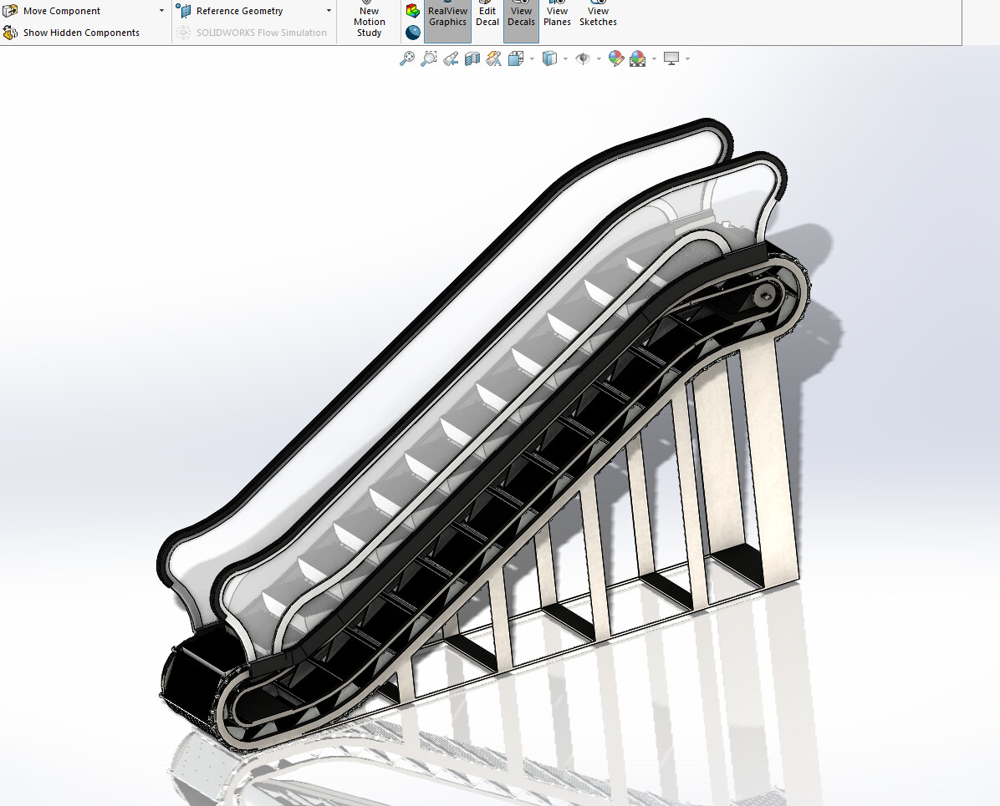 Move Component
Show Hidden Components
Reference Geometry
SOLIDWORKS Flow Simulation
New
Motion
Study
RealView
Graphics
Edit
Decal
View
Decals
View
Planes
View
Sketches